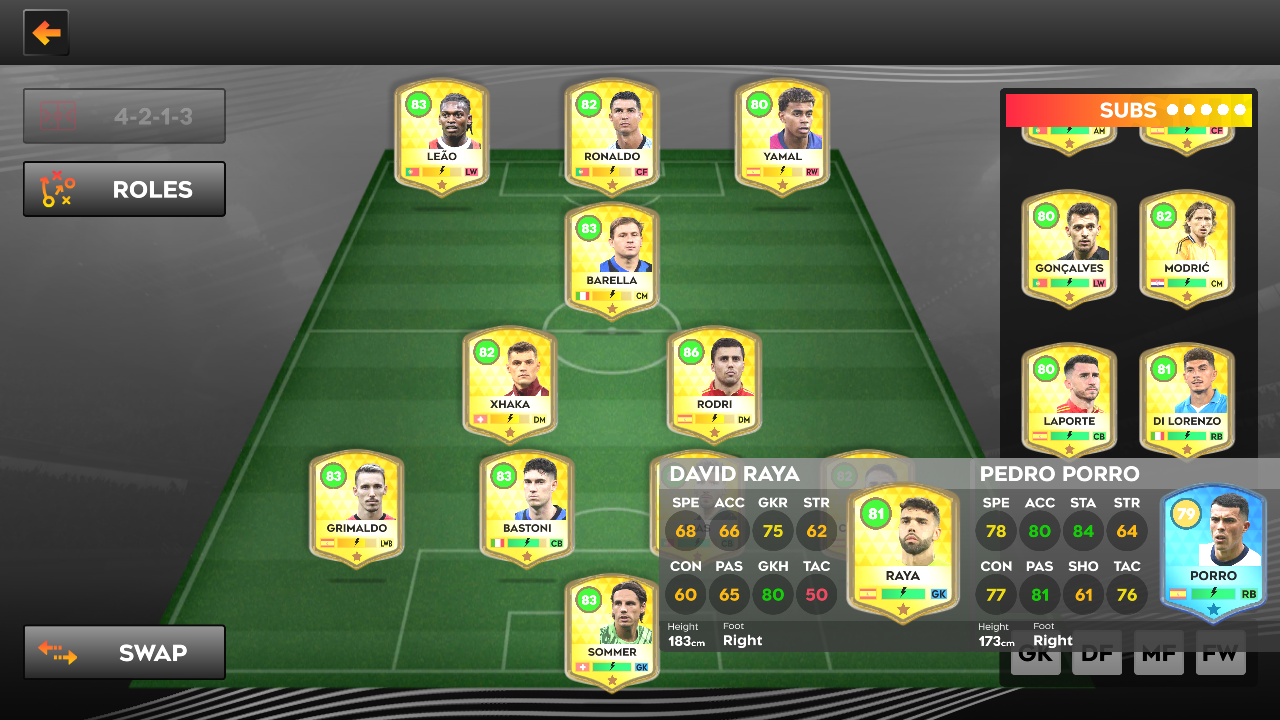 4-2-1-3
ROLES
SWAP
83
LEÃO
LW
82
RONALDO
CF
80
YAMAL
RW
83
BARELLA
CM
82
XHAKA
DM
86
RODRI
DM
83
GRIMALDO
LWB
83
BASTONI
CB
82
83
SOMMER
GK
SUBS
AM
CF
80
GONÇALVES
LW
82
MODRIĆ
CM
80
LAPORTE
CB
81
DI LORENZO
RB
DAVID RAYA
SPE ACC GKR STR
68 66 75 62
CON PAS GKH TAC
60 65 80 50
Height Foot
183cm Right
81
RAYA
GK
PEDRO PORRO
SPE ACC STA STR
78 80 84 64
CON PAS SHO TAC
77 81 61 76
Height Foot
173cm Right
79
PORRO
RB
GK DF MF FW